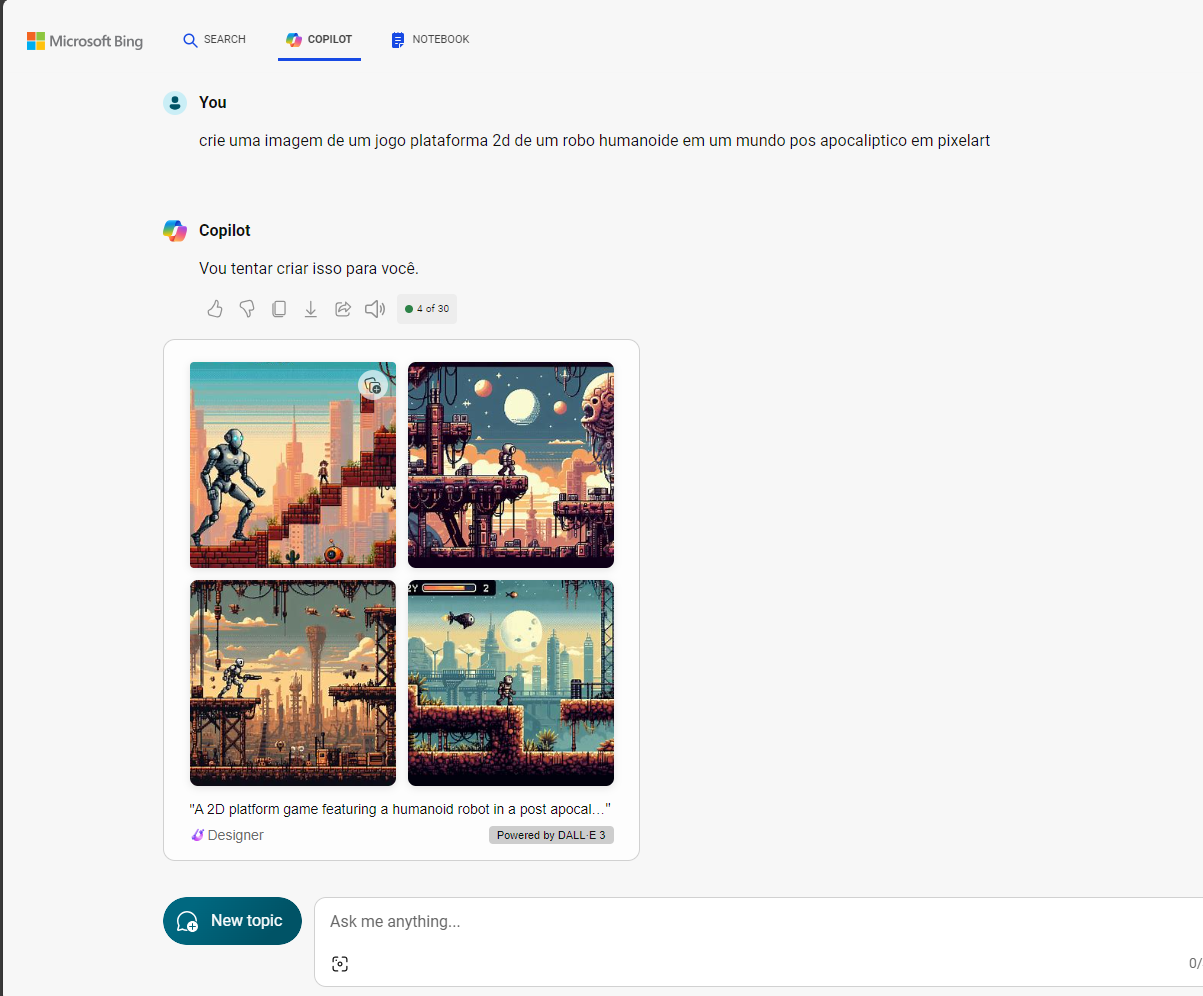 Microsoft Bing
SEARCH
COPILOT
NOTEBOOK
You
crie uma imagem de um jogo plataforma 2d de um robo humanoide em um mundo pos apocaliptico em pixelart
Copilot
Vou tentar criar isso para você.
4 of 30
2Y 2
"A 2D platform game featuring a humanoid robot in a post apocal..."
Designer
Powered by DALL·E 3
New topic
Ask me anything...
0/